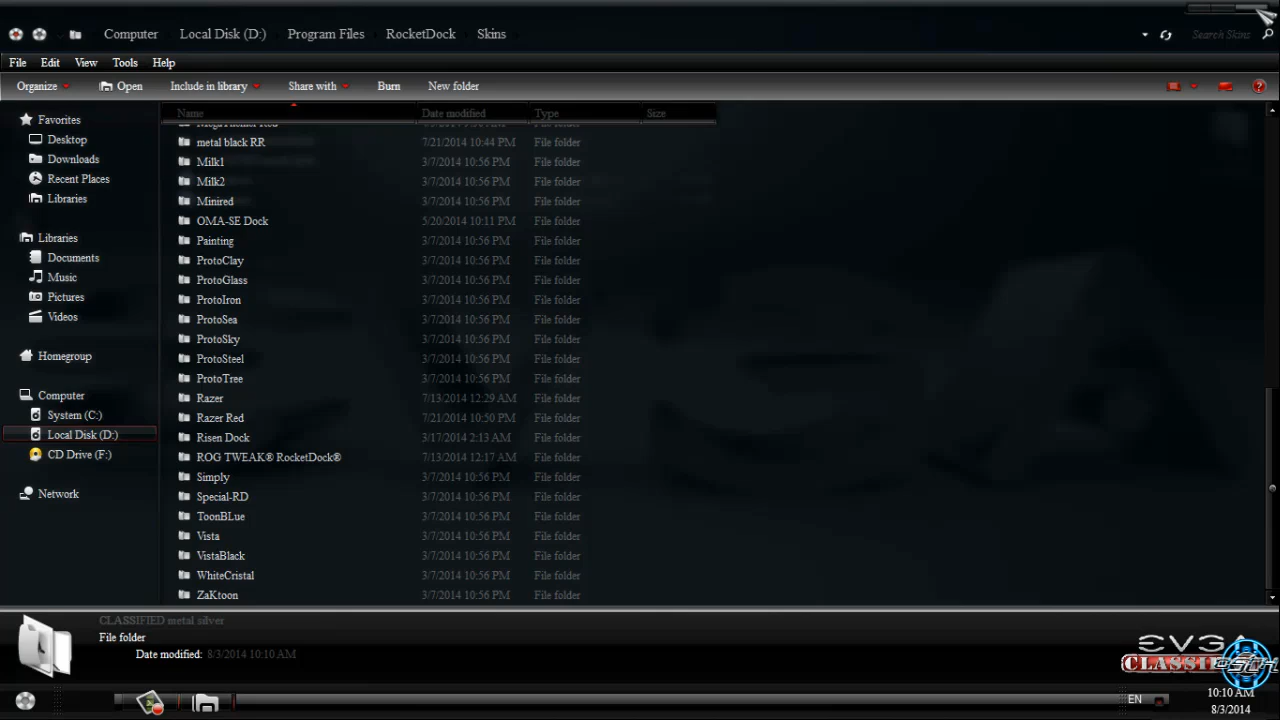 Computer Local Disk (D:) Program Files RocketDock Skins Search Skins
File Edit View Tools Help
Organize Open Include in library Share with Burn New folder
Name Date modified Type Size
Favorites
Desktop
Downloads
Recent Places
Libraries
Libraries
Documents
Music
Pictures
Videos
Homegroup
Computer
System (C:)
Local Disk (D:)
CD Drive (F:)
Network
metal black RR 7/21/2014 10:44 PM File folder
Milk1 3/7/2014 10:56 PM File folder
Milk2 3/7/2014 10:56 PM File folder
Minired 3/7/2014 10:56 PM File folder
OMA-SE Dock 5/20/2014 10:11 PM File folder
Painting 3/7/2014 10:56 PM File folder
ProtoClay 3/7/2014 10:56 PM File folder
ProtoGlass 3/7/2014 10:56 PM File folder
ProtoIron 3/7/2014 10:56 PM File folder
ProtoSea 3/7/2014 10:56 PM File folder
ProtoSky 3/7/2014 10:56 PM File folder
ProtoSteel 3/7/2014 10:56 PM File folder
ProtoTree 3/7/2014 10:56 PM File folder
Razer 7/13/2014 12:29 AM File folder
Razer Red 7/21/2014 10:50 PM File folder
Risen Dock 3/17/2014 2:13 AM File folder
ROG TWEAK® RocketDock® 7/13/2014 12:17 AM File folder
Simply 3/7/2014 10:56 PM File folder
Special-RD 3/7/2014 10:56 PM File folder
ToonBLue 3/7/2014 10:56 PM File folder
Vista 3/7/2014 10:56 PM File folder
VistaBlack 3/7/2014 10:56 PM File folder
WhiteCristal 3/7/2014 10:56 PM File folder
ZaKtoon 3/7/2014 10:56 PM File folder
CLASSIFIED metal silver
File folder
Date modified: 8/3/2014 10:10 AM
EVGA
EN
10:10 AM
8/3/2014